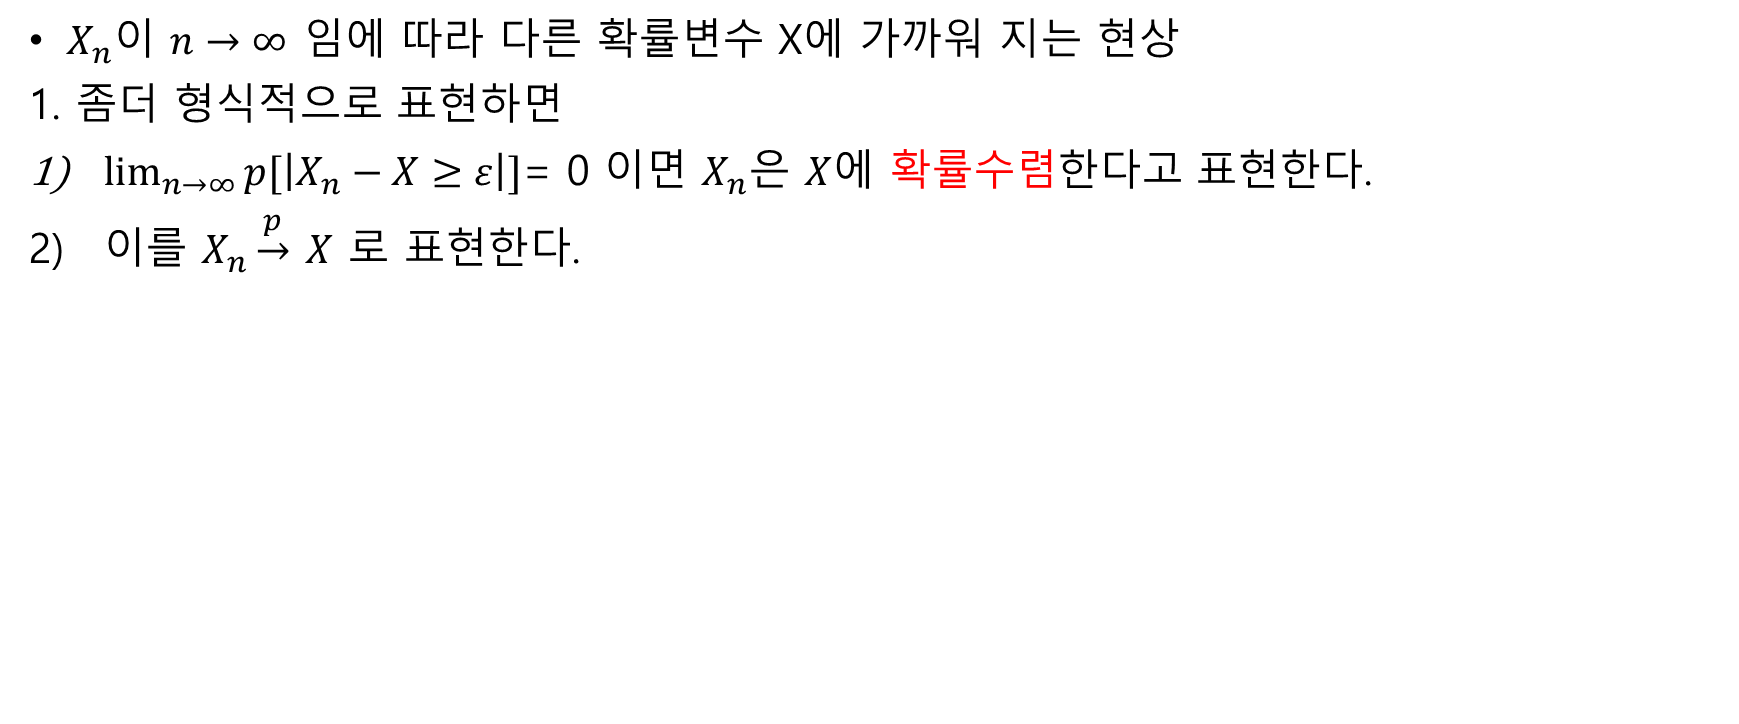 • Xₙ이 n → ∞ 임에 따라 다른 확률변수 X에 가까워 지는 현상
1. 좀더 형식적으로 표현하면
1) limₙ→∞ p[|Xₙ − X ≥ ε|]= 0 이면 Xₙ은 X에 확률수렴한다고 표현한다.
2) 이를 Xₙ →ᵖ X 로 표현한다.